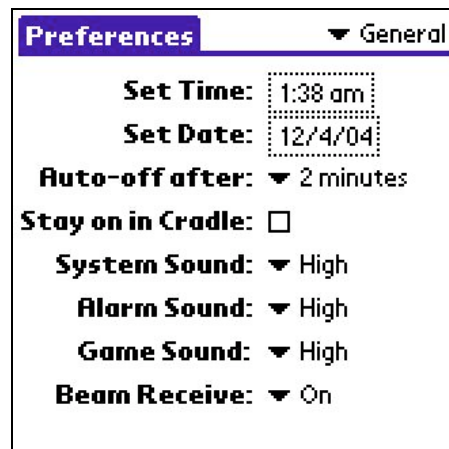 Preferences General
Set Time: 1:38 am
Set Date: 12/4/04
Auto-off after: 2 minutes
Stay on in Cradle:
System Sound: High
Alarm Sound: High
Game Sound: High
Beam Receive: On